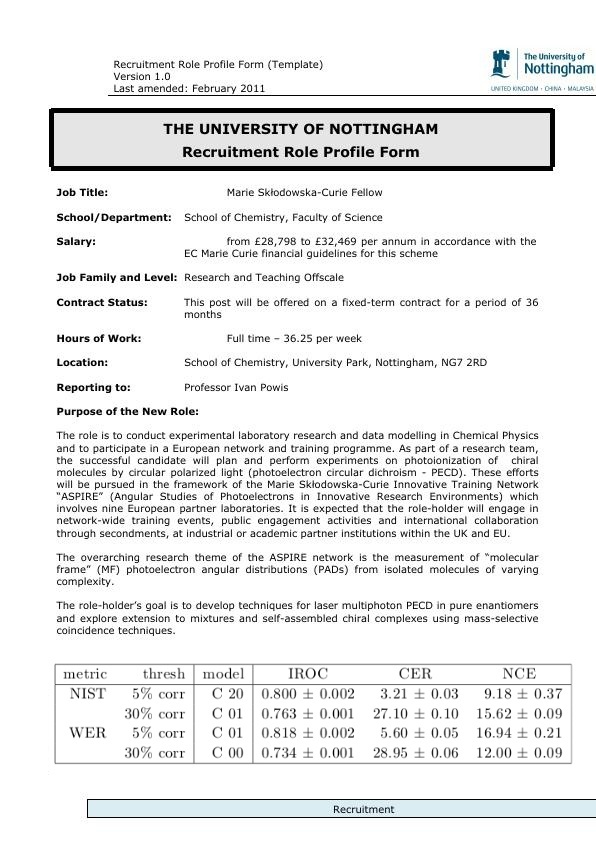 Recruitment Role Profile Form (Template)
Version 1.0
Last amended: February 2011
The University of
Nottingham
UNITED KINGDOM · CHINA · MALAYSIA
THE UNIVERSITY OF NOTTINGHAM
Recruitment Role Profile Form
Job Title: Marie Skłodowska-Curie Fellow
School/Department: School of Chemistry, Faculty of Science
Salary: from £28,798 to £32,469 per annum in accordance with the
EC Marie Curie financial guidelines for this scheme
Job Family and Level: Research and Teaching Offscale
Contract Status: This post will be offered on a fixed-term contract for a period of 36
months
Hours of Work: Full time – 36.25 per week
Location: School of Chemistry, University Park, Nottingham, NG7 2RD
Reporting to: Professor Ivan Powis
Purpose of the New Role:
The role is to conduct experimental laboratory research and data modelling in Chemical Physics
and to participate in a European network and training programme. As part of a research team,
the successful candidate will plan and perform experiments on photoionization of chiral
molecules by circular polarized light (photoelectron circular dichroism - PECD). These efforts
will be pursued in the framework of the Marie Skłodowska-Curie Innovative Training Network
“ASPIRE” (Angular Studies of Photoelectrons in Innovative Research Environments) which
involves nine European partner laboratories. It is expected that the role-holder will engage in
network-wide training events, public engagement activities and international collaboration
through secondments, at industrial or academic partner institutions within the UK and EU.
The overarching research theme of the ASPIRE network is the measurement of “molecular
frame” (MF) photoelectron angular distributions (PADs) from isolated molecules of varying
complexity.
The role-holder’s goal is to develop techniques for laser multiphoton PECD in pure enantiomers
and explore extension to mixtures and self-assembled chiral complexes using mass-selective
coincidence techniques.
metric thresh model IROC CER NCE
NIST 5% corr C 20 0.800 ± 0.002 3.21 ± 0.03 9.18 ± 0.37
30% corr C 01 0.763 ± 0.001 27.10 ± 0.10 15.62 ± 0.09
WER 5% corr C 01 0.818 ± 0.002 5.60 ± 0.05 16.94 ± 0.21
30% corr C 00 0.734 ± 0.001 28.95 ± 0.06 12.00 ± 0.09
Recruitment